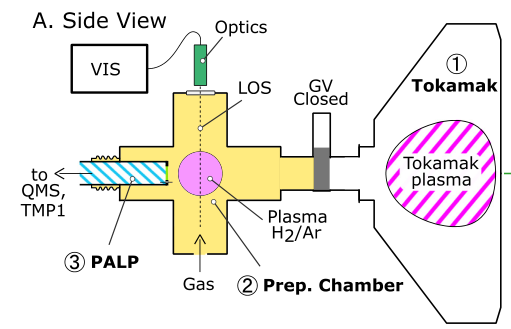 A. Side View
Optics
VIS
LOS
GV
Closed
① Tokamak
Tokamak
plasma
to
QMS,
TMP1
Plasma
H2/Ar
③ PALP
Gas
② Prep. Chamber